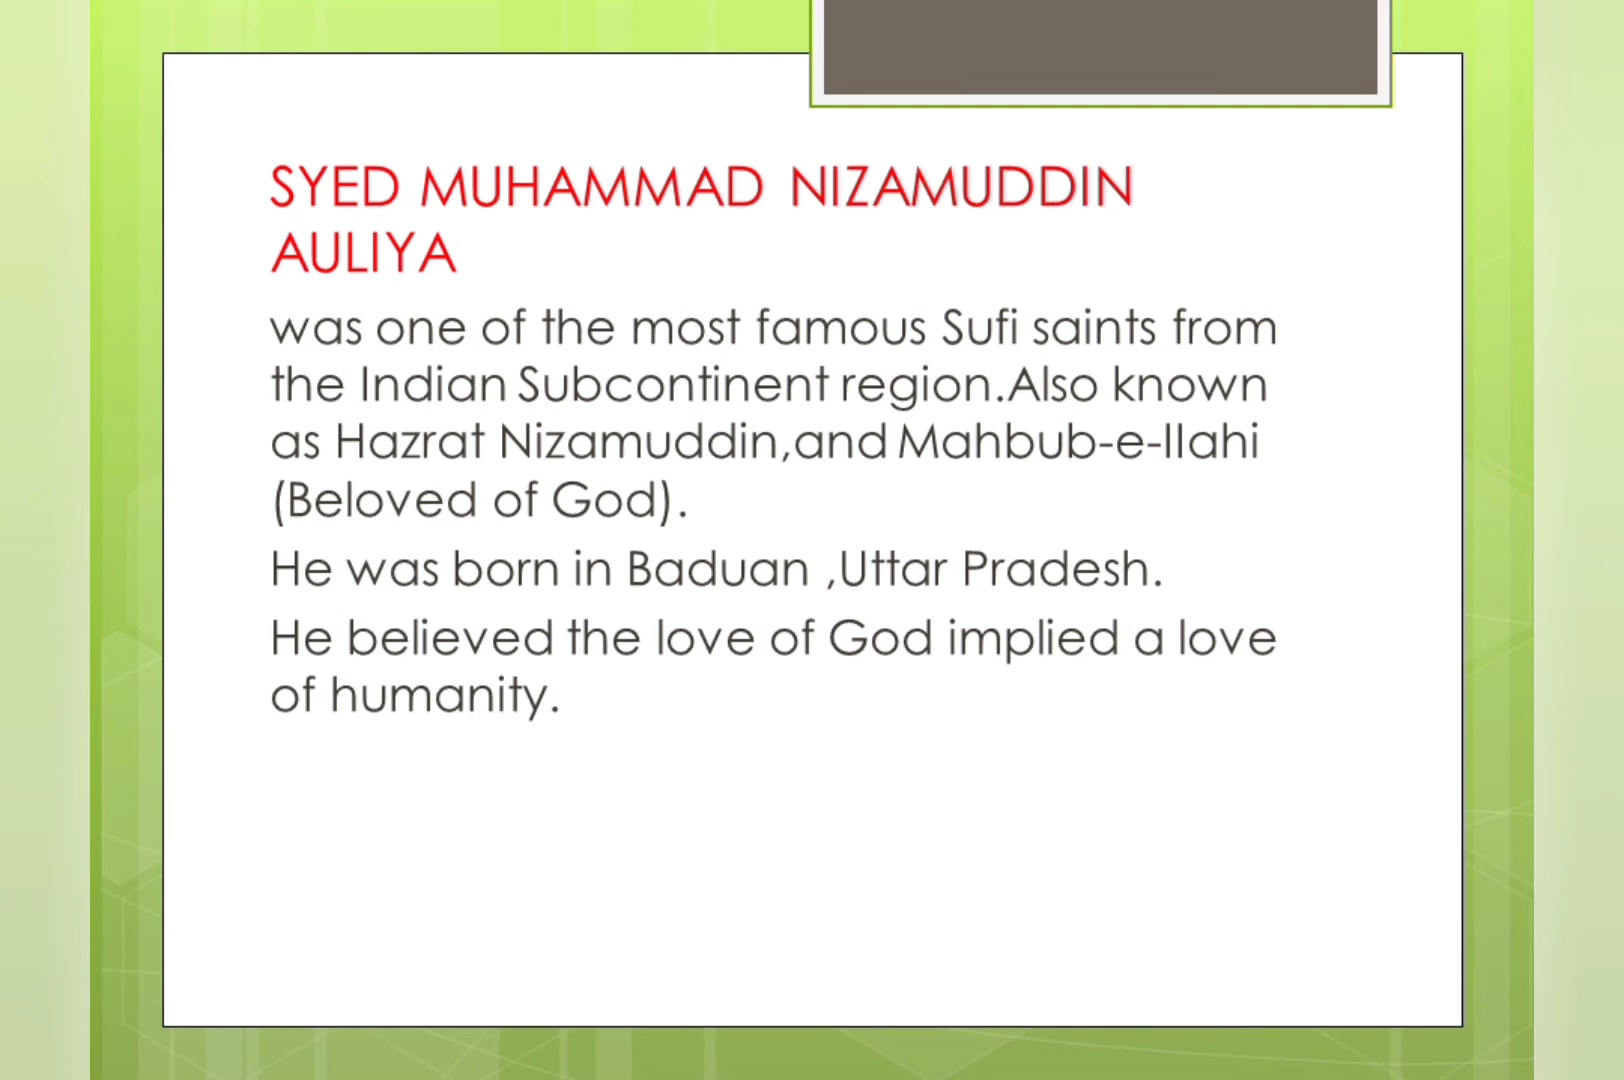 SYED MUHAMMAD NIZAMUDDIN
AULIYA
was one of the most famous Sufi saints from
the Indian Subcontinent region.Also known
as Hazrat Nizamuddin,and Mahbub-e-Ilahi
(Beloved of God).
He was born in Baduan ,Uttar Pradesh.
He believed the love of God implied a love
of humanity.